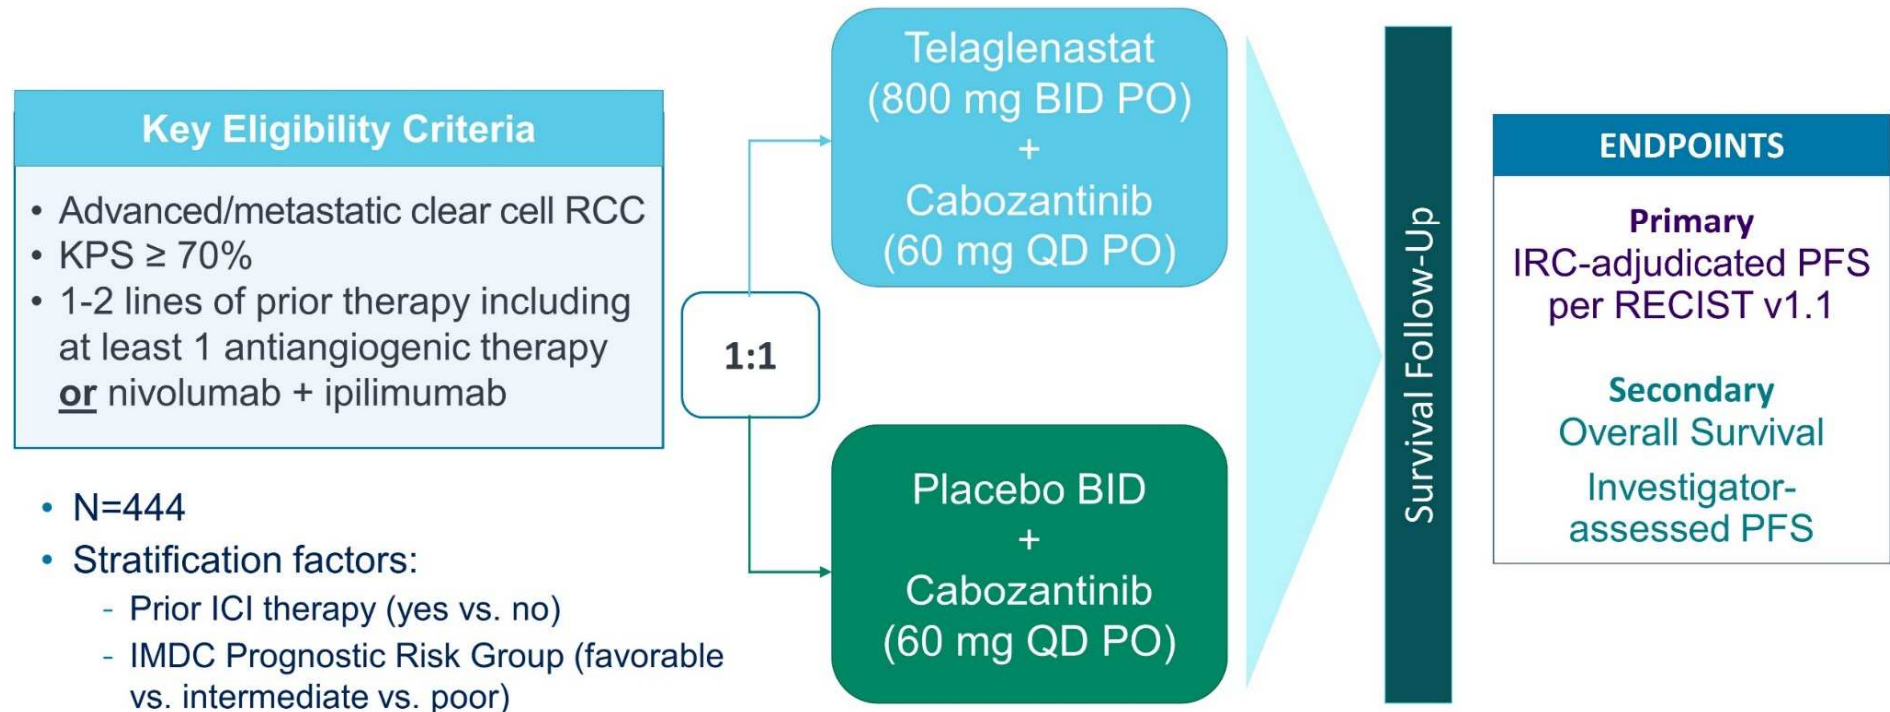 Key Eligibility Criteria
• Advanced/metastatic clear cell RCC
• KPS ≥ 70%
• 1-2 lines of prior therapy including
at least 1 antiangiogenic therapy
or nivolumab + ipilimumab
• N=444
• Stratification factors:
- Prior ICI therapy (yes vs. no)
- IMDC Prognostic Risk Group (favorable
vs. intermediate vs. poor)
1:1
Telaglenastat
(800 mg BID PO)
+
Cabozantinib
(60 mg QD PO)
Placebo BID
+
Cabozantinib
(60 mg QD PO)
Survival Follow-Up
ENDPOINTS
Primary
IRC-adjudicated PFS
per RECIST v1.1
Secondary
Overall Survival
Investigator-
assessed PFS